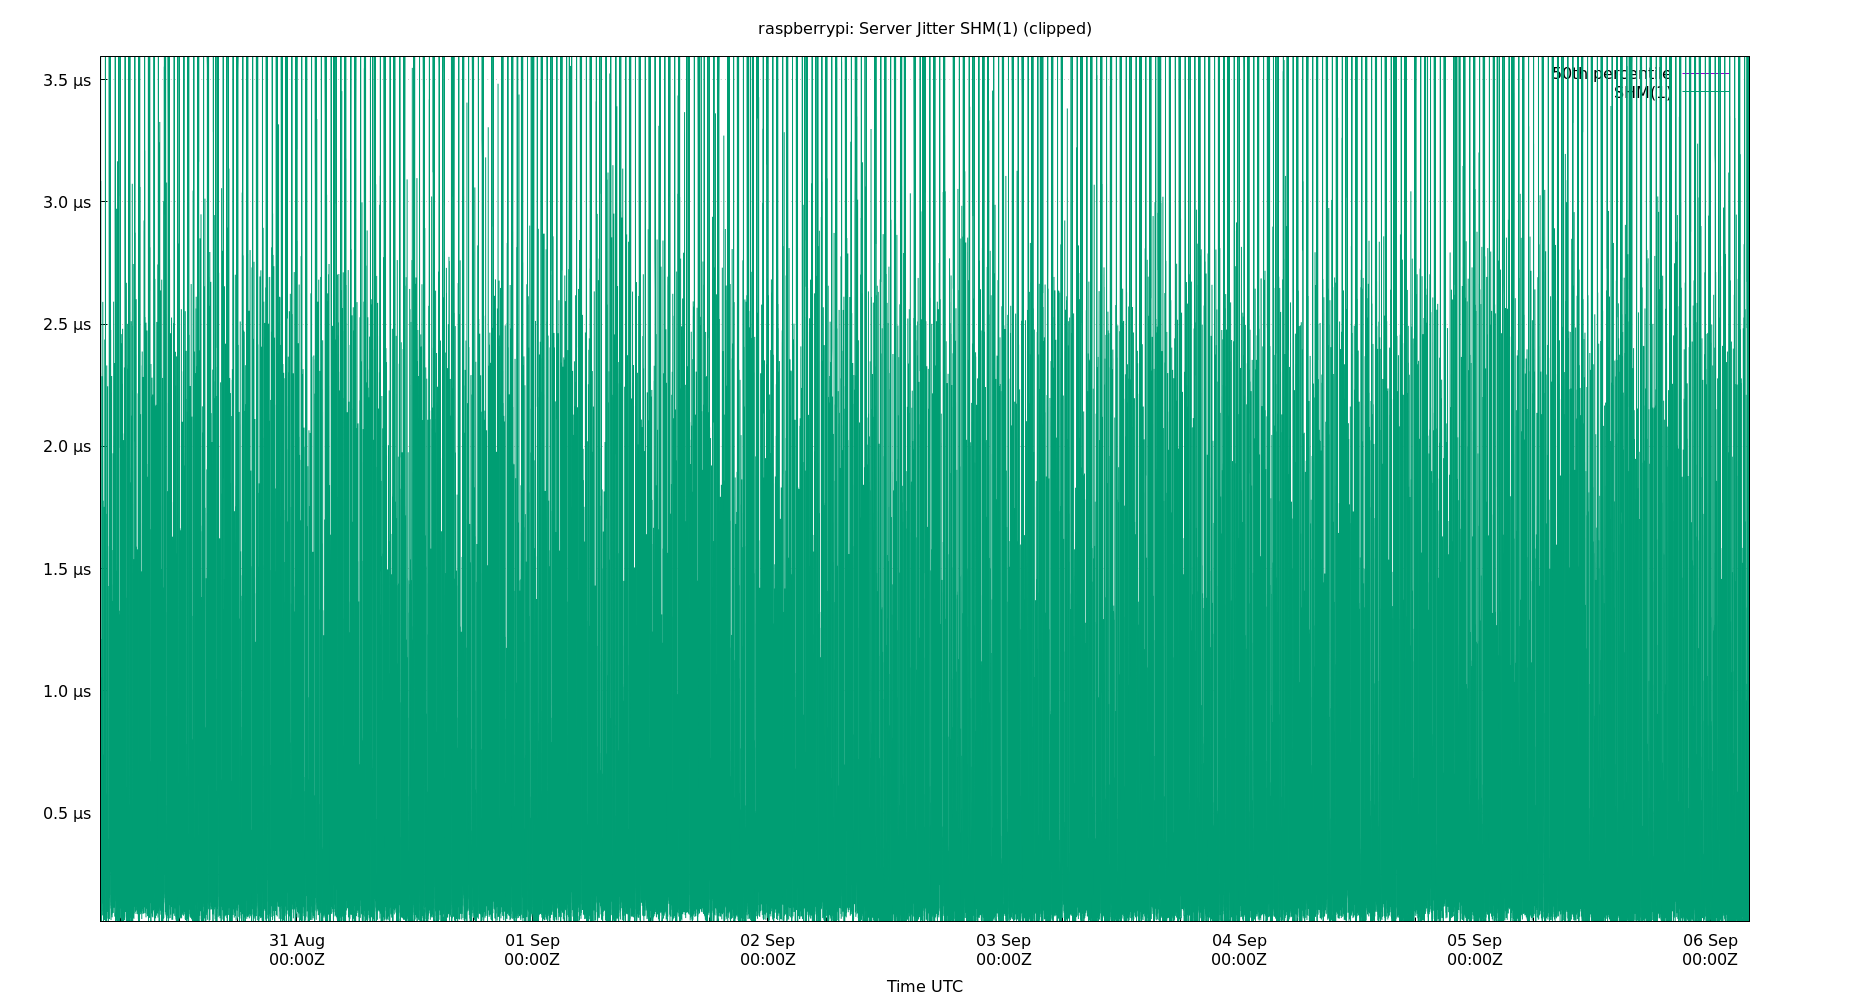 raspberrypi: Server Jitter SHM(1) (clipped)
50th percentile
SHM(1)
3.5 µs
3.0 µs
2.5 µs
2.0 µs
1.5 µs
1.0 µs
0.5 µs
31 Aug
00:00Z
01 Sep
00:00Z
02 Sep
00:00Z
03 Sep
00:00Z
04 Sep
00:00Z
05 Sep
00:00Z
06 Sep
00:00Z
Time UTC